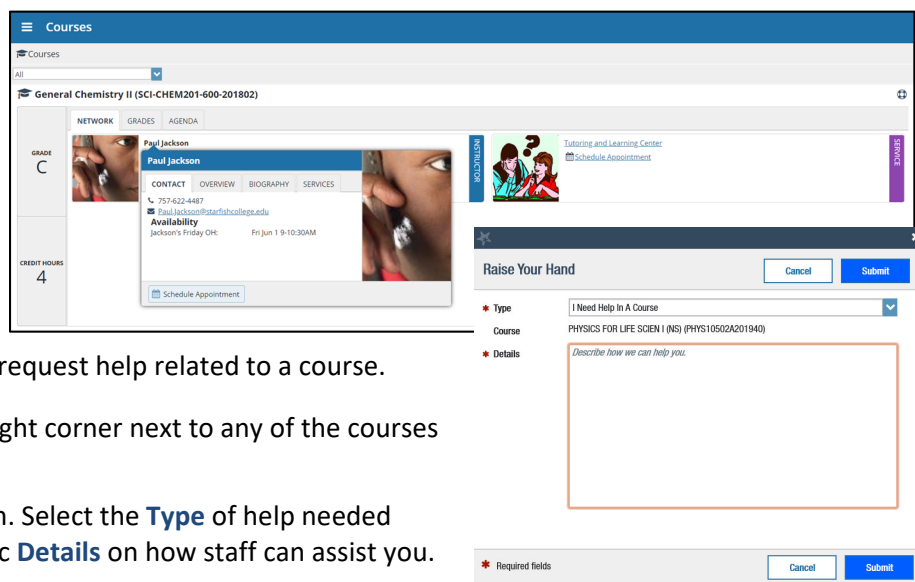 Courses
Courses
All
General Chemistry II (SCI-CHEM201-600-201802)
NETWORK GRADES AGENDA
GRADE
C
CREDIT HOURS
4
Paul Jackson
Paul Jackson
CONTACT OVERVIEW BIOGRAPHY SERVICES
757-622-4487
Paul.Jackson@starfishcollege.edu
Availability
Jackson's Friday OH: Fri Jun 1 9-10:30AM
Schedule Appointment
INSTRUCTOR
Tutoring and Learning Center
Schedule Appointment
SERVICE
Raise Your Hand Cancel Submit
* Type I Need Help In A Course
Course PHYSICS FOR LIFE SCIEN I (NS) (PHYS10502A201940)
* Details Describe how we can help you.
* Required fields Cancel Submit
request help related to a course.
ght corner next to any of the courses
n. Select the Type of help needed
c Details on how staff can assist you.